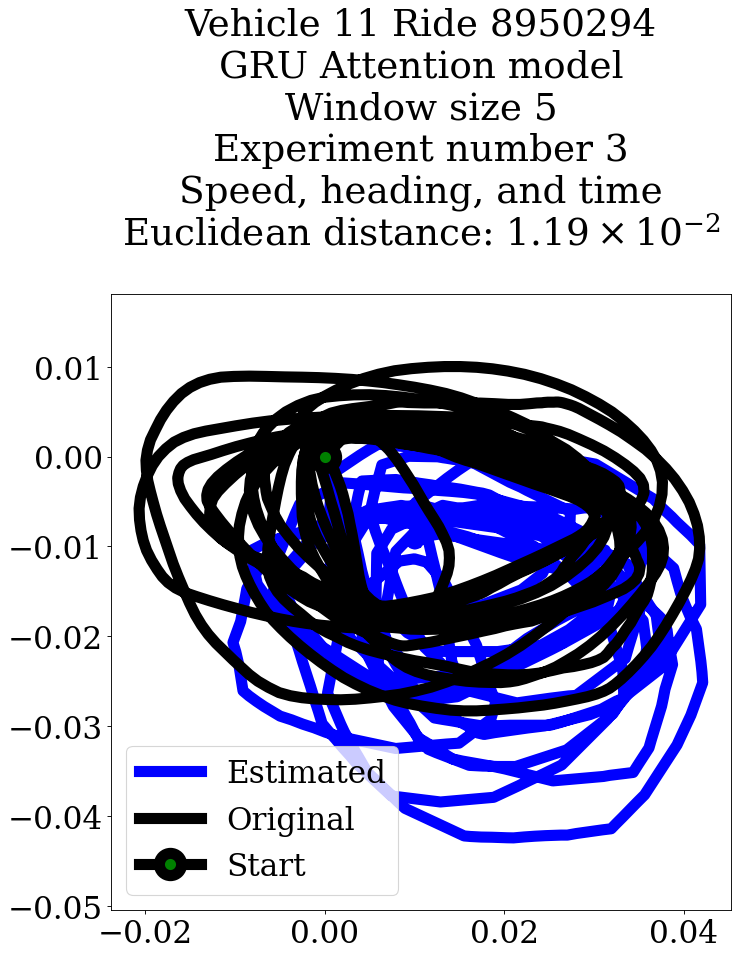 Vehicle 11 Ride 8950294
GRU Attention model
Window size 5
Experiment number 3
Speed, heading, and time
Euclidean distance: 1.19 × 10⁻²
0.01
0.00
−0.01
−0.02
−0.03
−0.04
−0.05
Estimated
Original
Start
−0.02 0.00 0.02 0.04